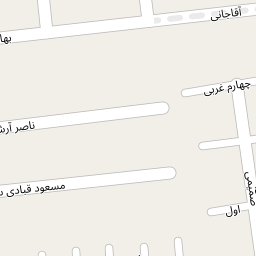 آقاجانی
بها
چهارم غربی
ناصر آرش
مسعود قبادی
اول